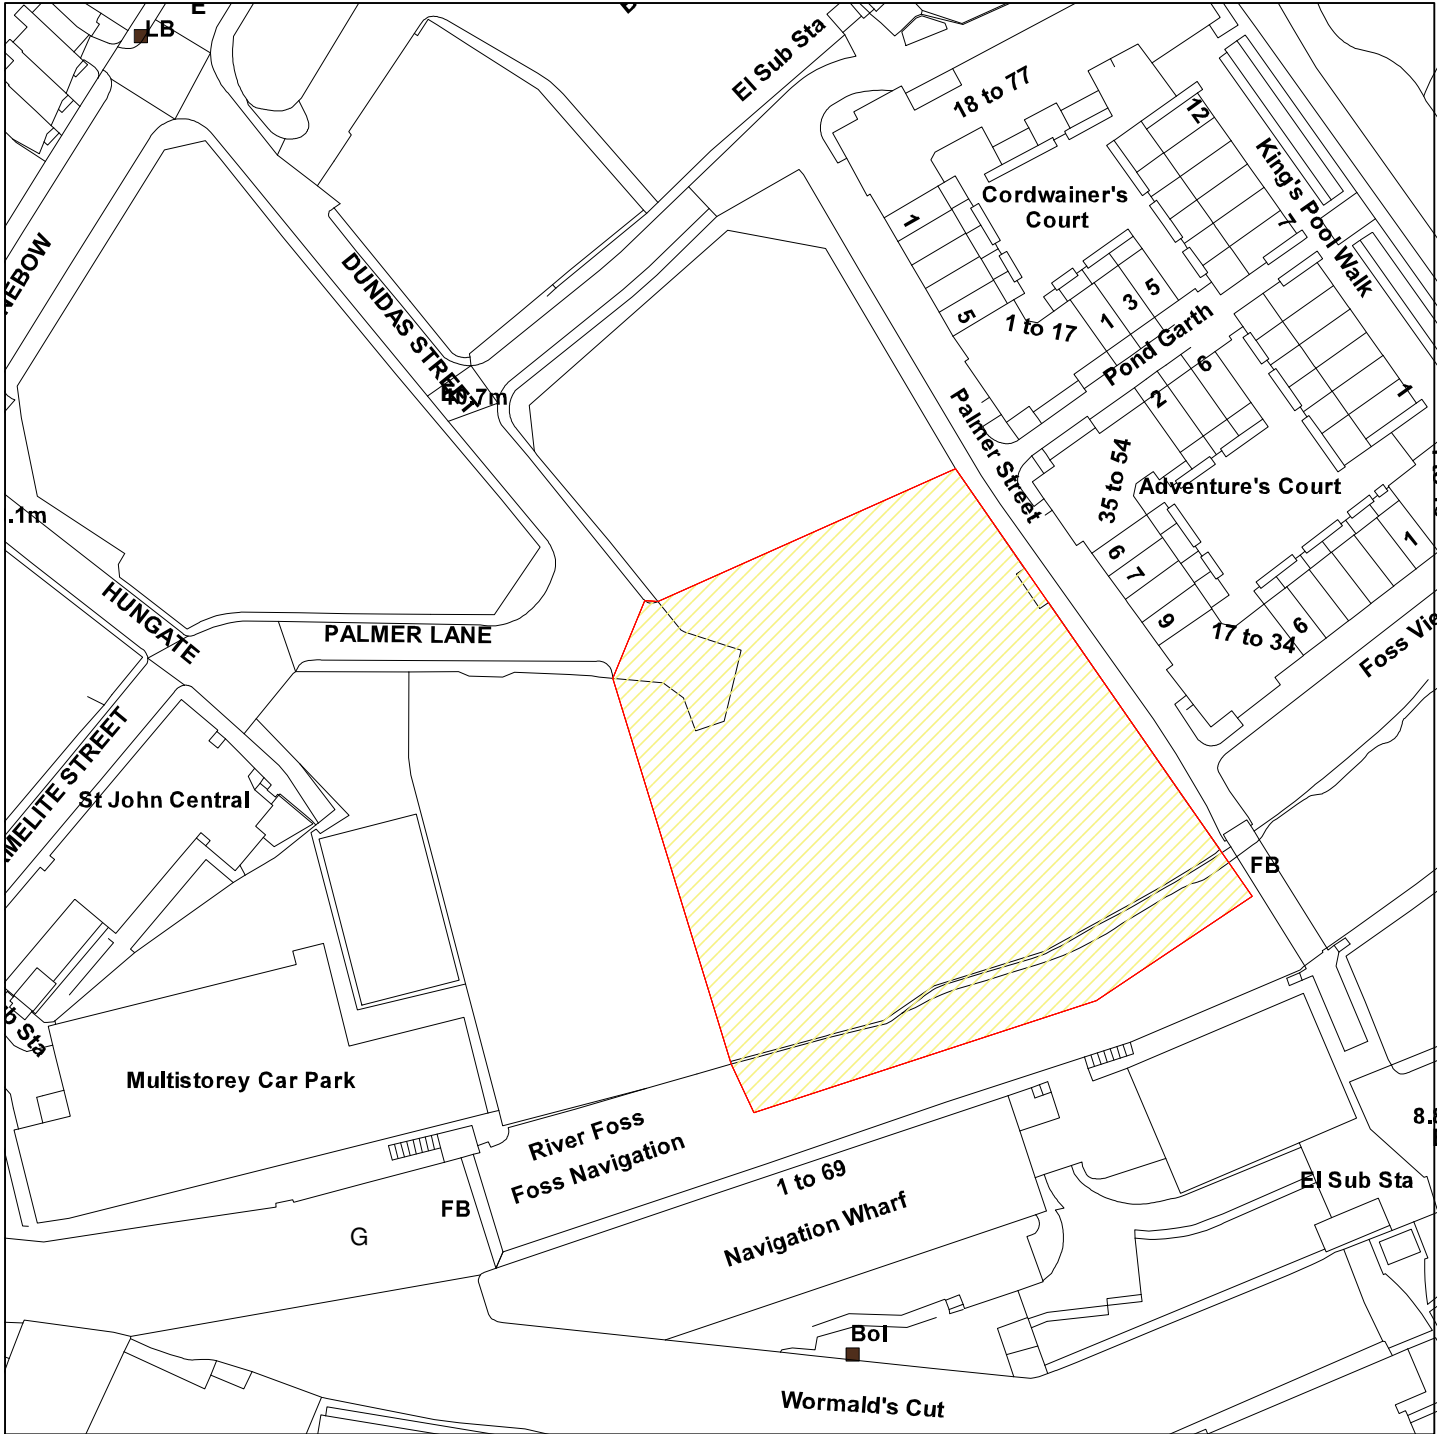 E
LB
El Sub Sta
18 to 77
12
King's Pool Walk
Cordwainer's
Court
1
7
5
1 to 17
1
3
5
Pond Garth
DUNDAS STREET
2
6
1
Palmer Street
35 to 54
Adventure's Court
.1m
6
7
9
1
6
17 to 34
HUNGATE
PALMER LANE
St John Central
FB
Multistorey Car Park
River Foss
Foss Navigation
1 to 69
FB
G
Navigation Wharf
El Sub Sta
Bol
Wormald's Cut